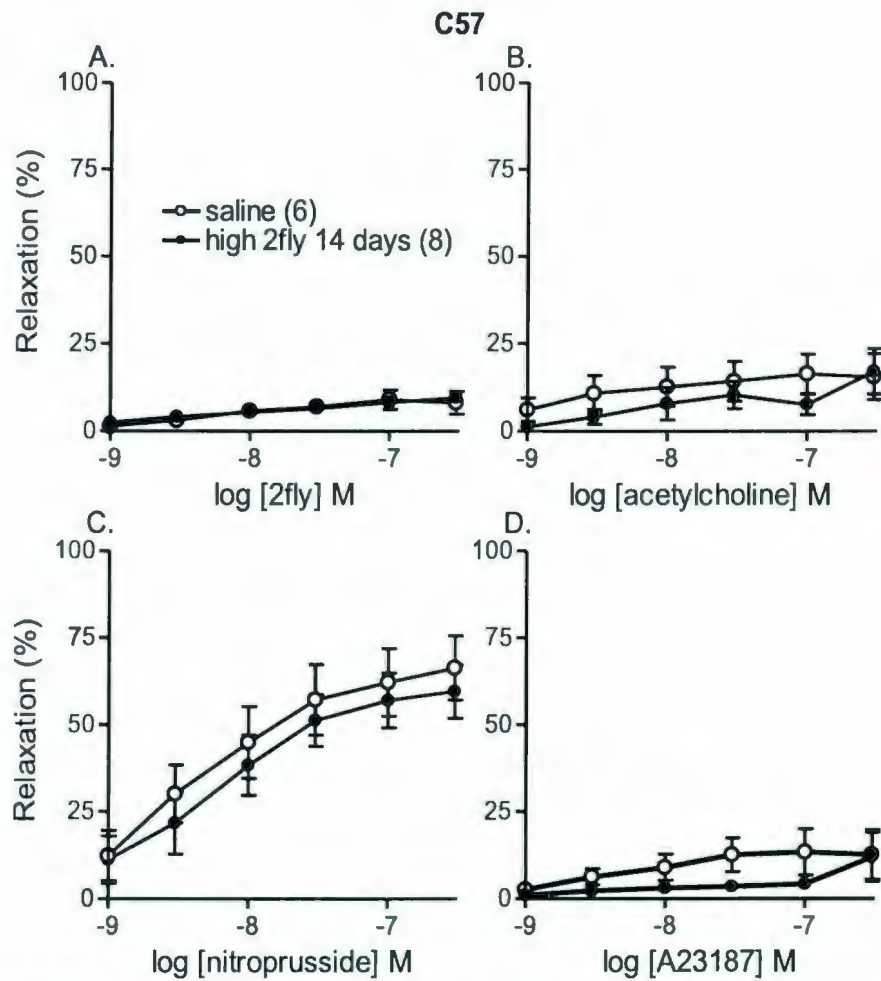 C57
A.
100
75
50
25
0
Relaxation (%)
saline (6)
high 2fly 14 days (8)
-9 -8 -7
log [2fly] M
B.
100
75
50
25
0
-9 -8 -7
log [acetylcholine] M
C.
100
75
50
25
0
Relaxation (%)
-9 -8 -7
log [nitroprusside] M
D.
100
75
50
25
0
-9 -8 -7
log [A23187] M